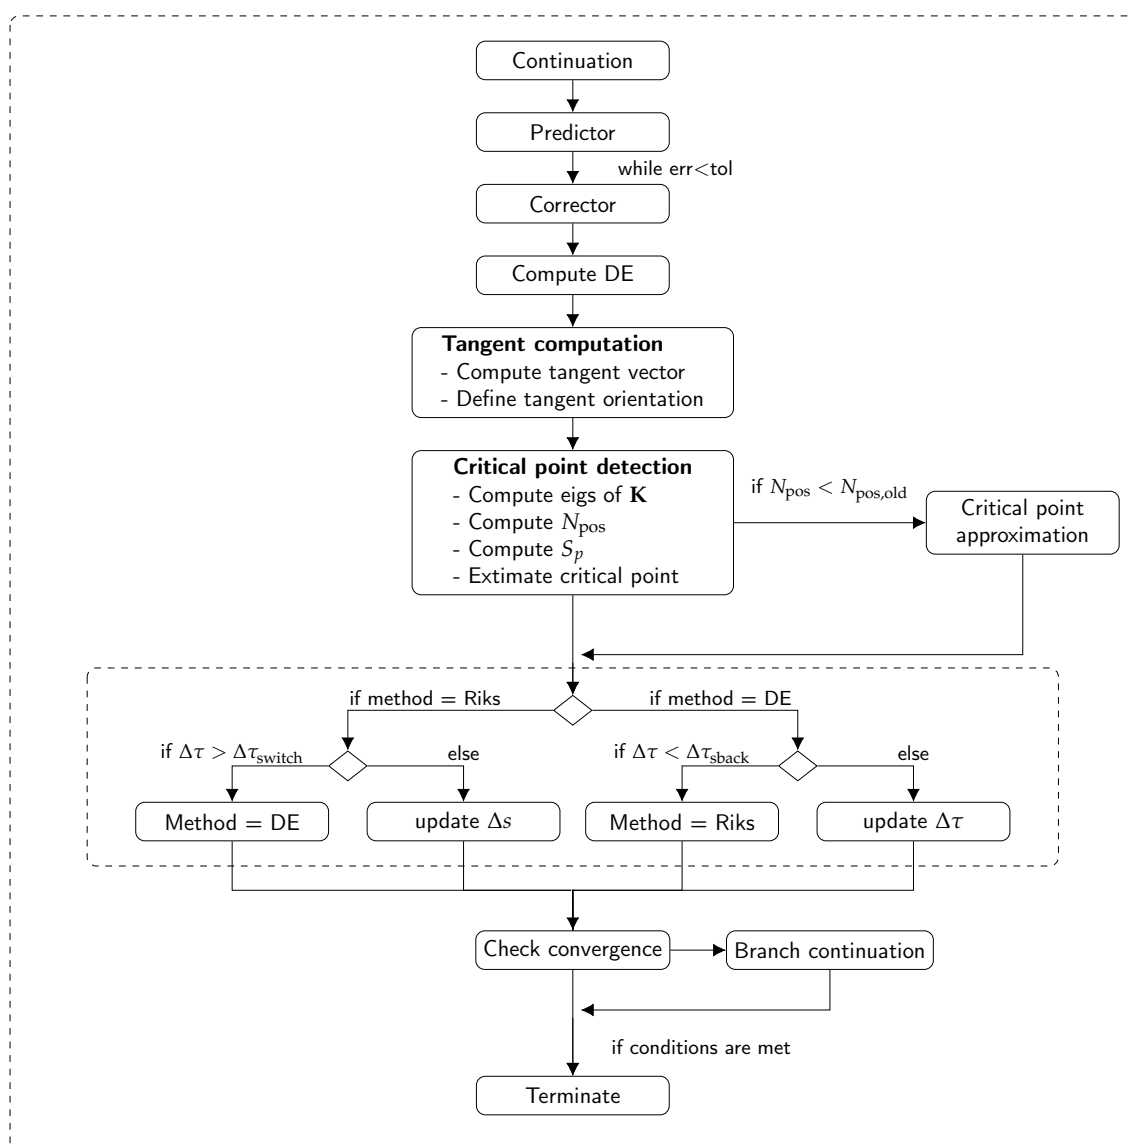 Continuation
Predictor
while err<tol
Corrector
Compute DE
Tangent computation
- Compute tangent vector
- Define tangent orientation
Critical point detection
- Compute eigs of K
- Compute N_pos
- Compute S_p
- Extimate critical point
if N_pos < N_pos,old
Critical point
approximation
if method = Riks
if method = DE
if Δτ > Δτ_switch
else
if Δτ < Δτ_sback
else
Method = DE
update Δs
Method = Riks
update Δτ
Check convergence
Branch continuation
if conditions are met
Terminate